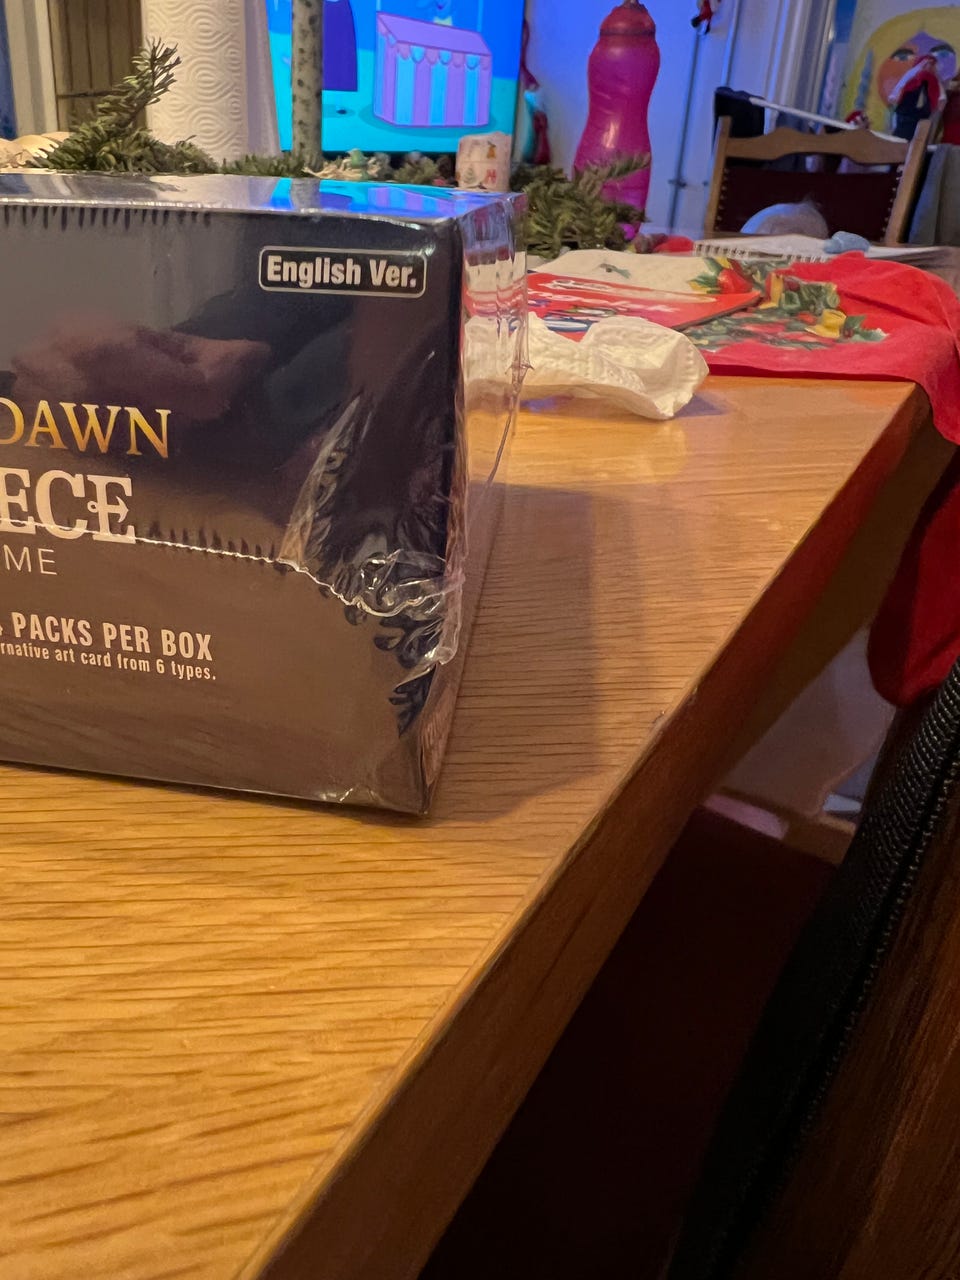 English Ver.
DAWN
ECE
ME
PACKS PER BOX
rnative art card from 6 types.